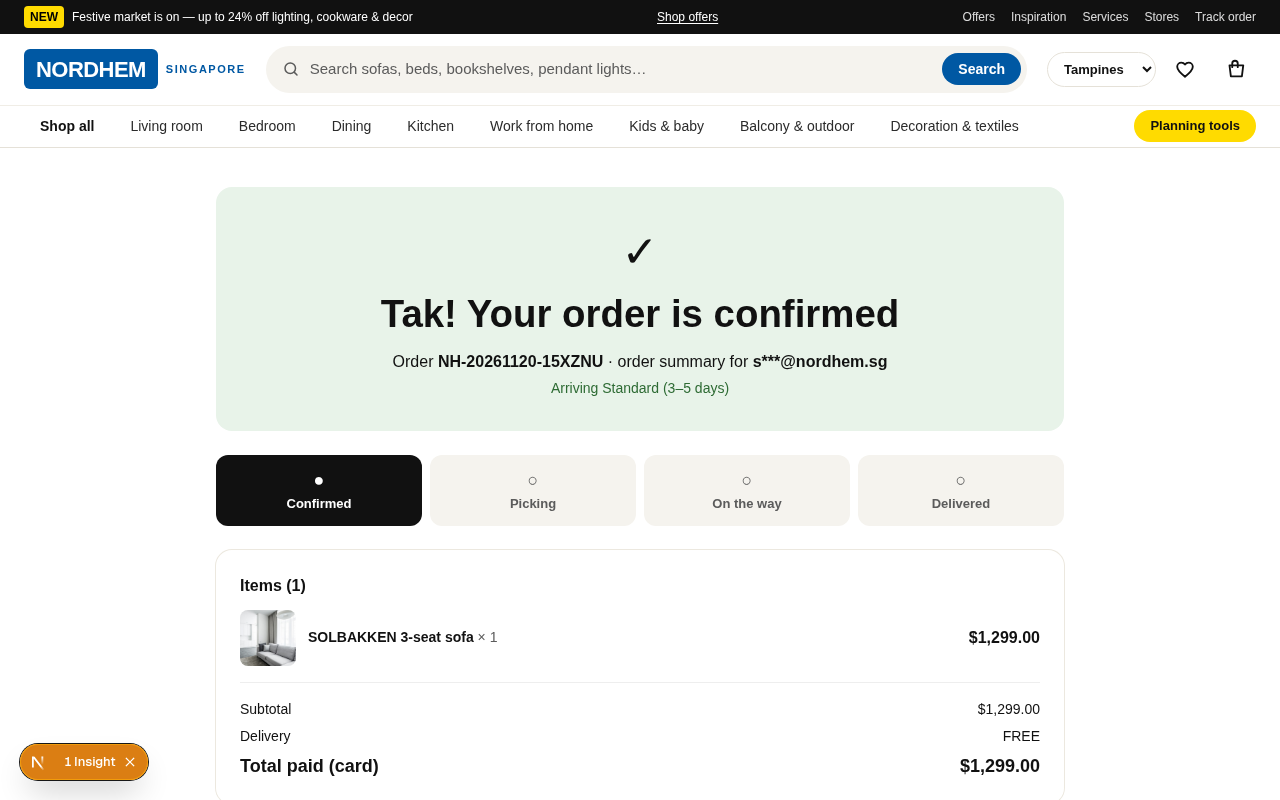 NEW Festive market is on — up to 24% off lighting, cookware & decor Shop offers Offers Inspiration Services Stores Track order
NORDHEM SINGAPORE Search sofas, beds, bookshelves, pendant lights… Search Tampines
Shop all Living room Bedroom Dining Kitchen Work from home Kids & baby Balcony & outdoor Decoration & textiles Planning tools
✓
Tak! Your order is confirmed
Order NH-20261120-15XZNU · order summary for s***@nordhem.sg
Arriving Standard (3–5 days)
● ○ ○ ○
Confirmed Picking On the way Delivered
Items (1)
SOLBAKKEN 3-seat sofa × 1 $1,299.00
Subtotal $1,299.00
Delivery FREE
Total paid (card) $1,299.00
N 1 Insight ×